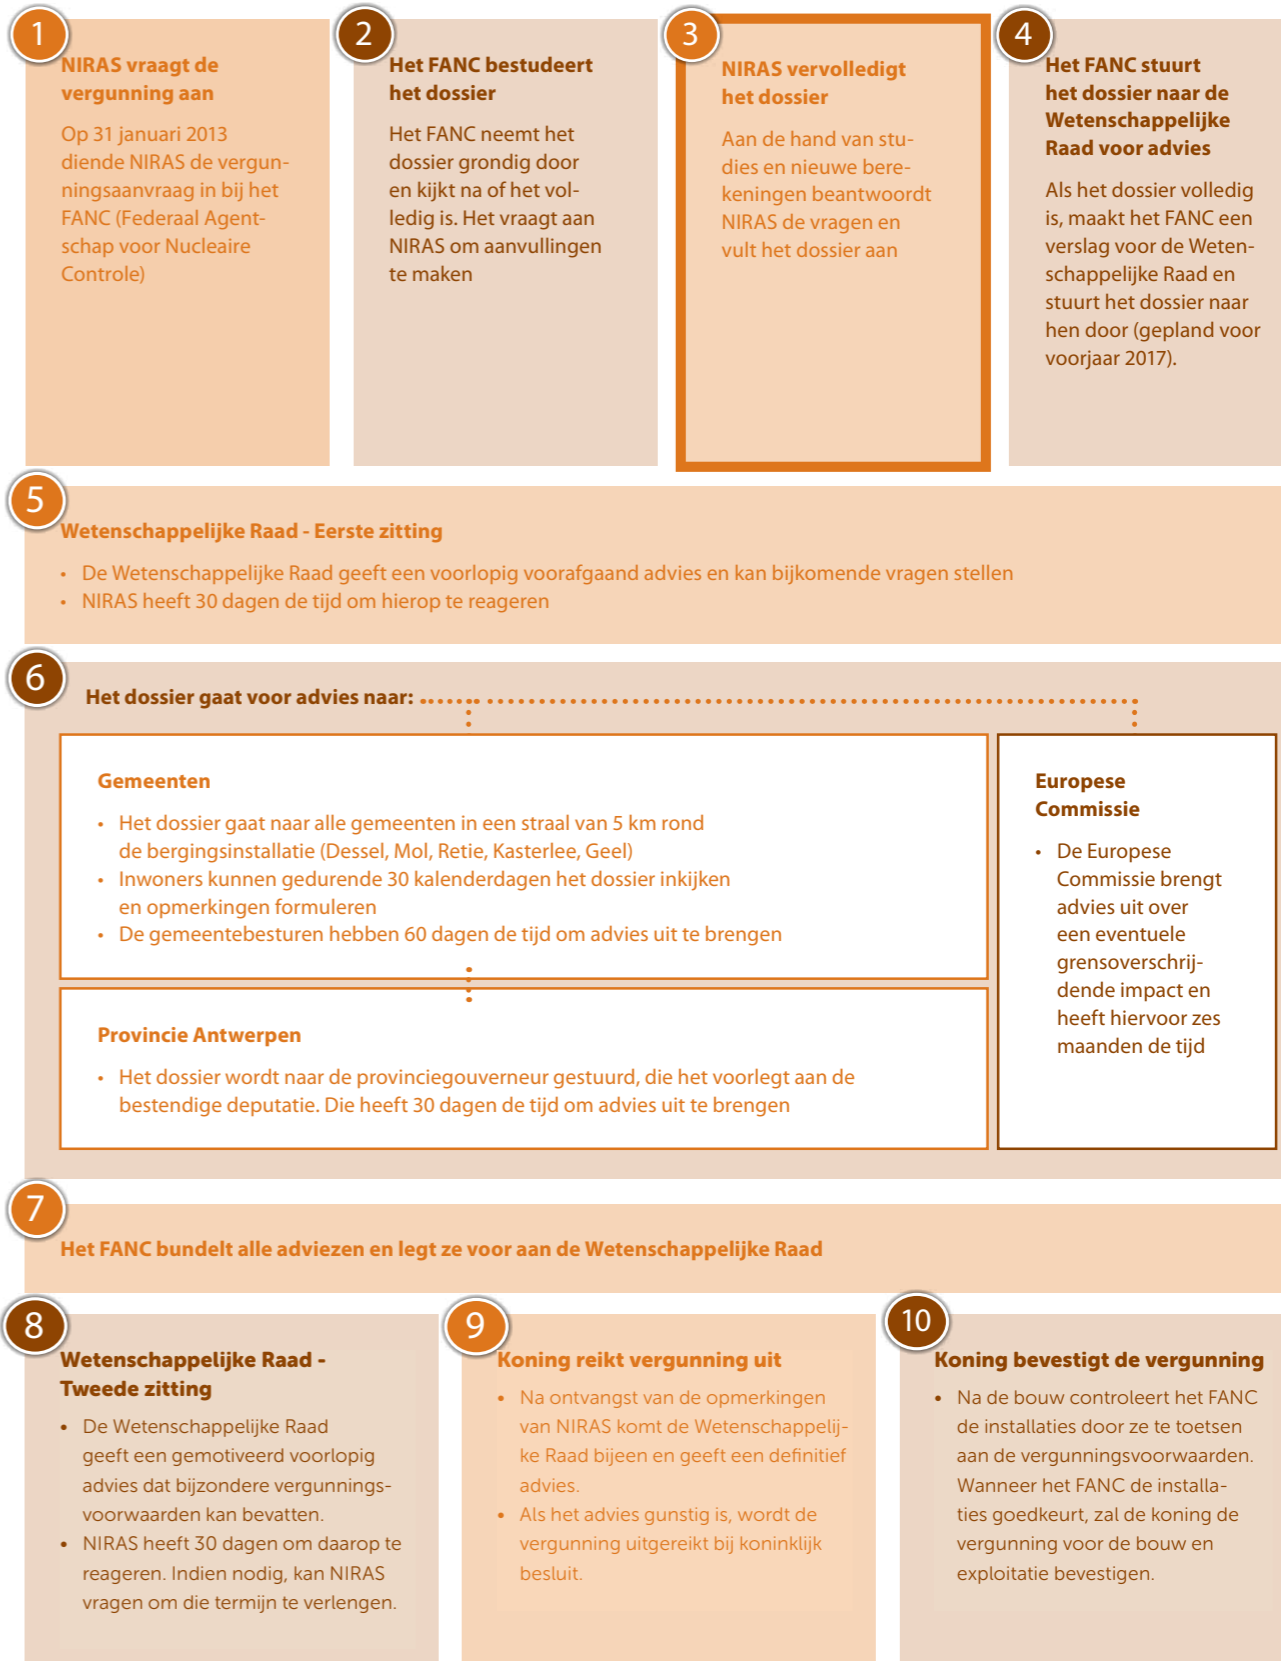 1
NIRAS vraagt de
vergunning aan
Op 31 januari 2013
diende NIRAS de vergun-
ningsaanvraag in bij het
FANC (Federaal Agent-
schap voor Nucleaire
Controle)
2
Het FANC bestudeert
het dossier
Het FANC neemt het
dossier grondig door
en kijkt na of het vol-
ledig is. Het vraagt aan
NIRAS om aanvullingen
te maken
3
NIRAS vervolledigt
het dossier
Aan de hand van stu-
dies en nieuwe bere-
keningen beantwoordt
NIRAS de vragen en
vult het dossier aan
4
Het FANC stuurt
het dossier naar de
Wetenschappelijke
Raad voor advies
Als het dossier volledig
is, maakt het FANC een
verslag voor de Weten-
schappelijke Raad en
stuurt het dossier naar
hen door (gepland voor
voorjaar 2017).
5
Wetenschappelijke Raad - Eerste zitting
• De Wetenschappelijke Raad geeft een voorlopig voorafgaand advies en kan bijkomende vragen stellen
• NIRAS heeft 30 dagen de tijd om hierop te reageren
6
Het dossier gaat voor advies naar:
Gemeenten
• Het dossier gaat naar alle gemeenten in een straal van 5 km rond
de bergingsinstallatie (Dessel, Mol, Retie, Kasterlee, Geel)
• Inwoners kunnen gedurende 30 kalenderdagen het dossier inkijken
en opmerkingen formuleren
• De gemeentebesturen hebben 60 dagen de tijd om advies uit te brengen
Provincie Antwerpen
• Het dossier wordt naar de provinciegouverneur gestuurd, die het voorlegt aan de
bestendige deputatie. Die heeft 30 dagen de tijd om advies uit te brengen
Europese
Commissie
• De Europese
Commissie brengt
advies uit over
een eventuele
grensoverschrij-
dende impact en
heeft hiervoor zes
maanden de tijd
7
Het FANC bundelt alle adviezen en legt ze voor aan de Wetenschappelijke Raad
8
Wetenschappelijke Raad -
Tweede zitting
• De Wetenschappelijke Raad
geeft een gemotiveerd voorlopig
advies dat bijzondere vergunnings-
voorwaarden kan bevatten.
• NIRAS heeft 30 dagen om daarop te
reageren. Indien nodig, kan NIRAS
vragen om die termijn te verlengen.
9
Koning reikt vergunning uit
• Na ontvangst van de opmerkingen
van NIRAS komt de Wetenschappelij-
ke Raad bijeen en geeft een definitief
advies.
• Als het advies gunstig is, wordt de
vergunning uitgereikt bij koninklijk
besluit.
10
Koning bevestigt de vergunning
• Na de bouw controleert het FANC
de installaties door ze te toetsen
aan de vergunningsvoorwaarden.
Wanneer het FANC de installa-
ties goedkeurt, zal de koning de
vergunning voor de bouw en
exploitatie bevestigen.